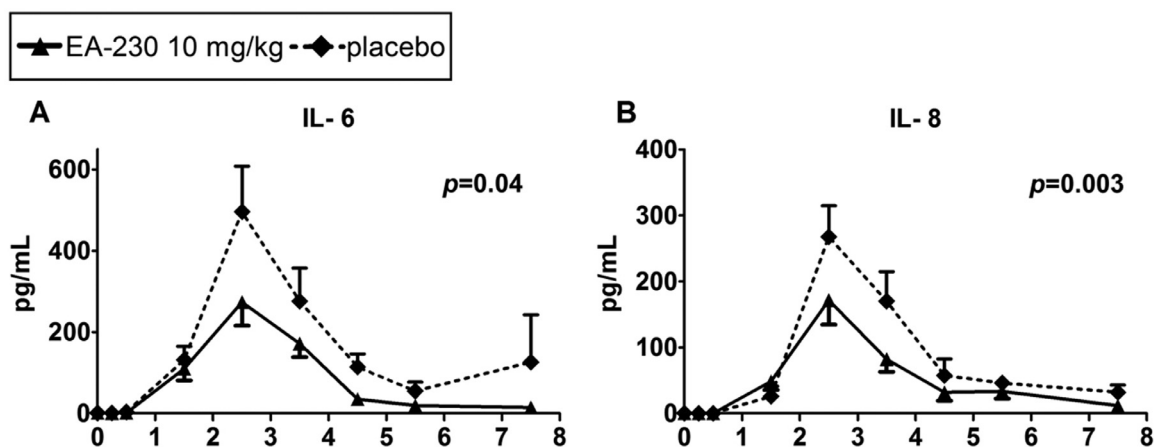 EA-230 10 mg/kg placebo
A
IL- 6
p=0.04
pg/mL
600
400
200
0
0 1 2 3 4 5 6 7 8
B
IL- 8
p=0.003
pg/mL
400
300
200
100
0
0 1 2 3 4 5 6 7 8